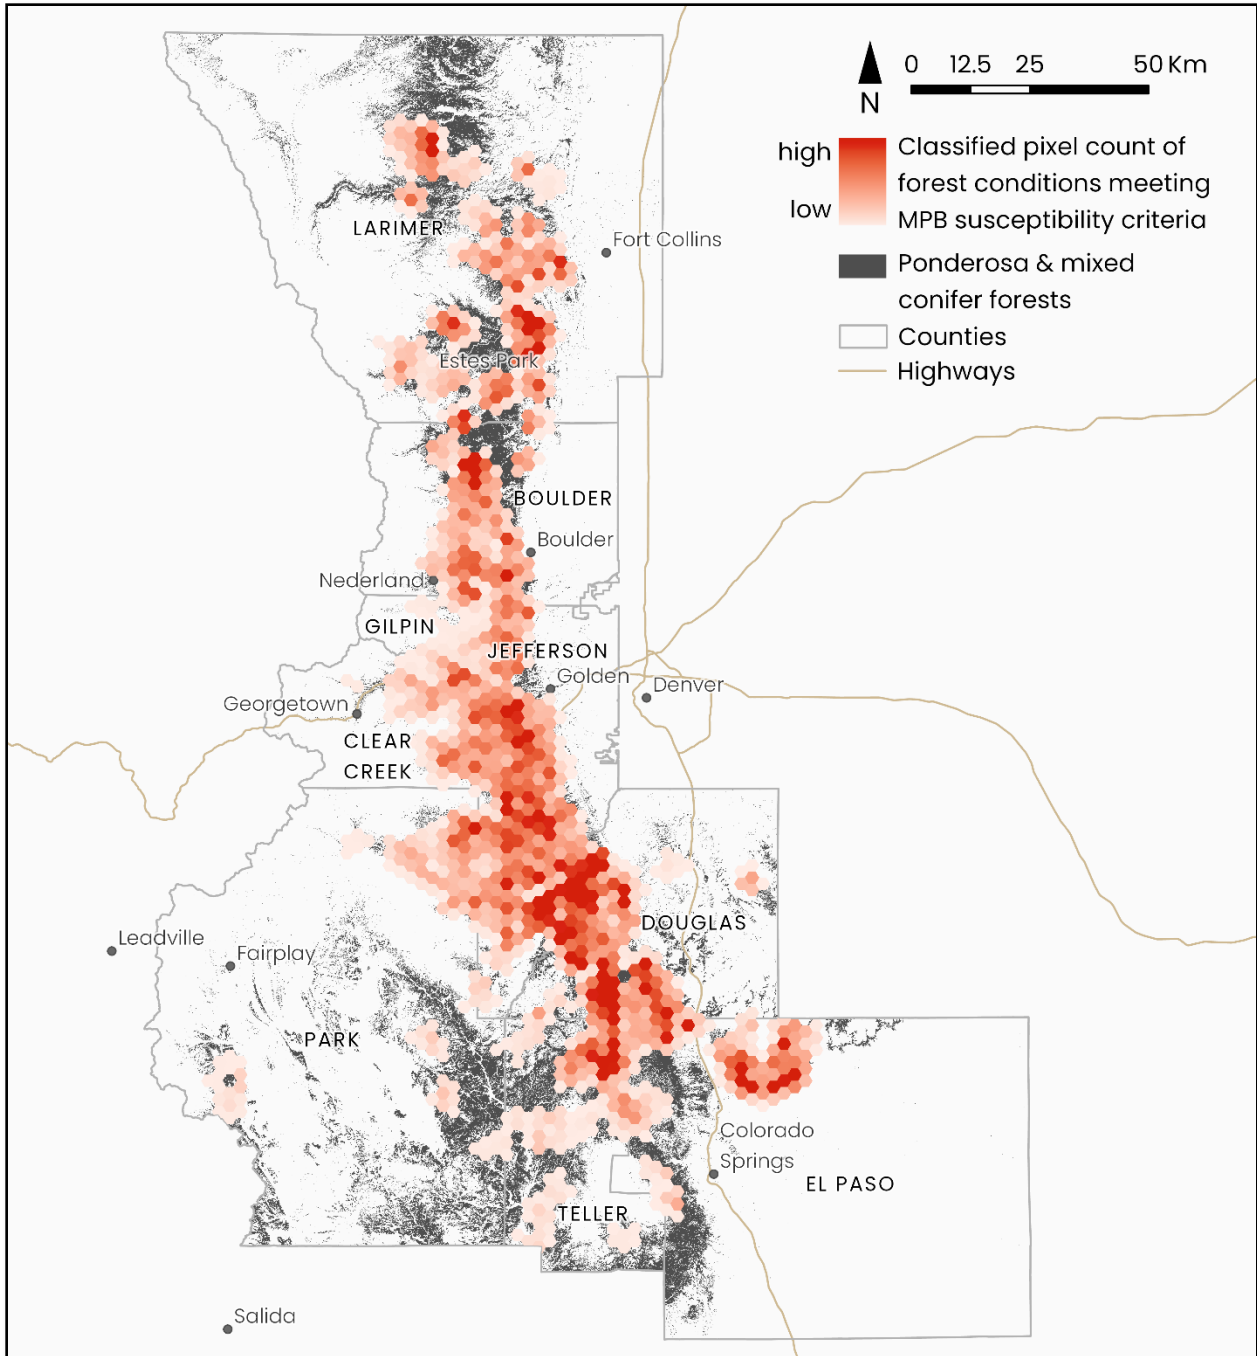 0 12.5 25 50 Km
N
high
low
Classified pixel count of
forest conditions meeting
MPB susceptibility criteria
Ponderosa & mixed
conifer forests
Counties
Highways
LARIMER
Fort Collins
Estes Park
BOULDER
Boulder
Nederland
GILPIN
JEFFERSON
Golden
Denver
Georgetown
CLEAR
CREEK
DOUGLAS
Leadville
Fairplay
PARK
Colorado
Springs
EL PASO
TELLER
Salida